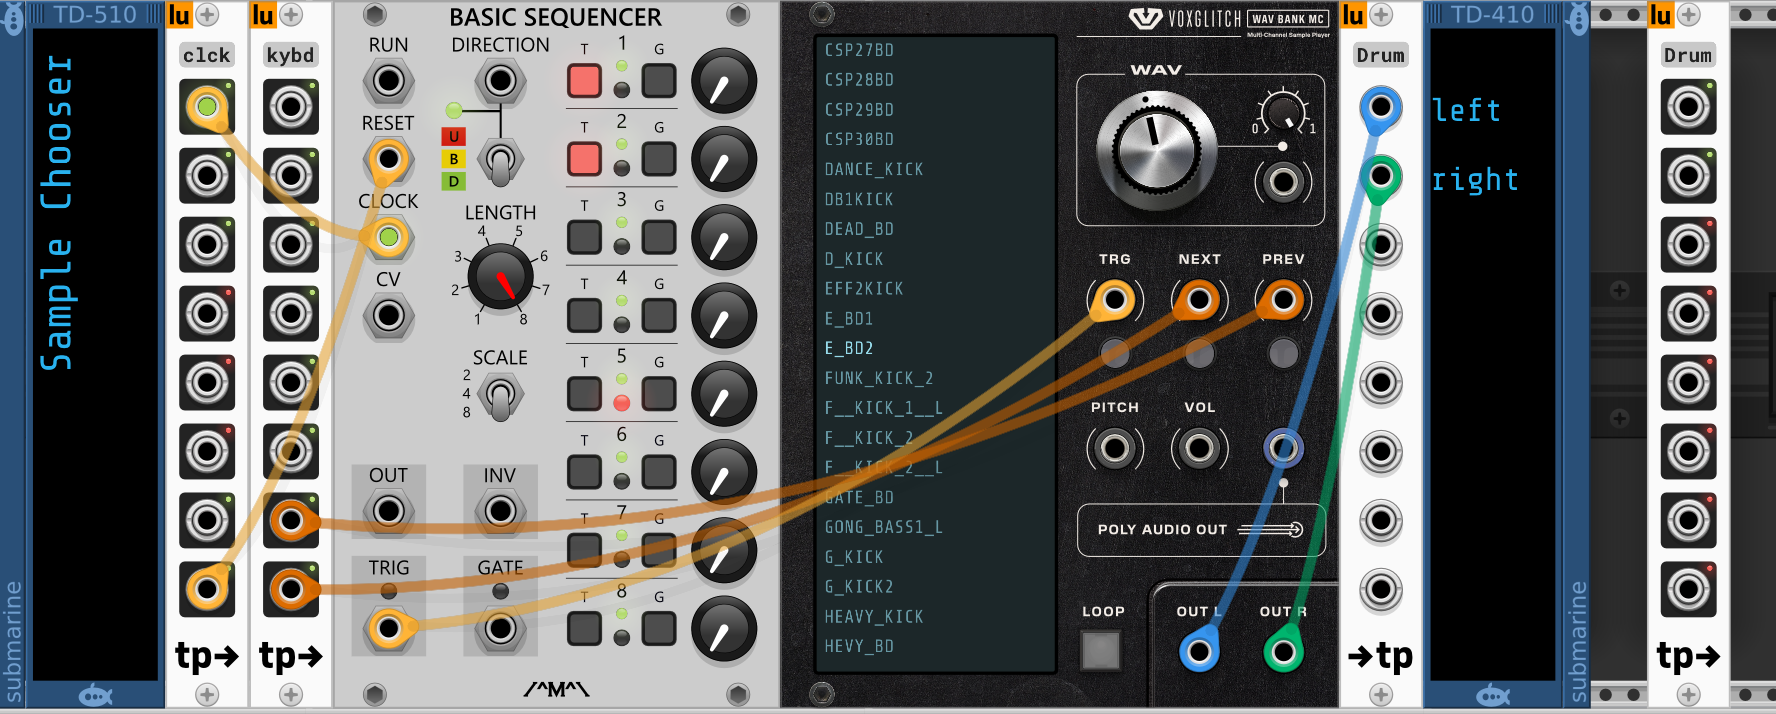 TD-510
Sample Chooser
submarine
lu
clck
tp
lu
kybd
tp
BASIC SEQUENCER
RUN
DIRECTION
RESET
U
B
D
CLOCK
LENGTH
1
2
3
4
5
6
7
8
CV
SCALE
2
4
8
OUT
INV
TRIG
GATE
T 1 G
T 2 G
T 3 G
T 4 G
T 5 G
T 6 G
T 7 G
T 8 G
CSP27BD
CSP28BD
CSP29BD
CSP30BD
DANCE_KICK
DB1KICK
DEAD_BD
D_KICK
EFF2KICK
E_BD1
E_BD2
FUNK_KICK_2
F__KICK_1__L
F__KICK_2
F__KICK_2__L
GATE_BD
GONG_BASS1_L
G_KICK
G_KICK2
HEAVY_KICK
HEVY_BD
VOXGLITCH WAV BANK MC
Multi-Channel Sample Player
WAV
0 1
TRG NEXT PREV
PITCH VOL
POLY AUDIO OUT
LOOP
OUT L OUT R
lu
Drum
tp
TD-410
left
right
submarine
lu
Drum
tp